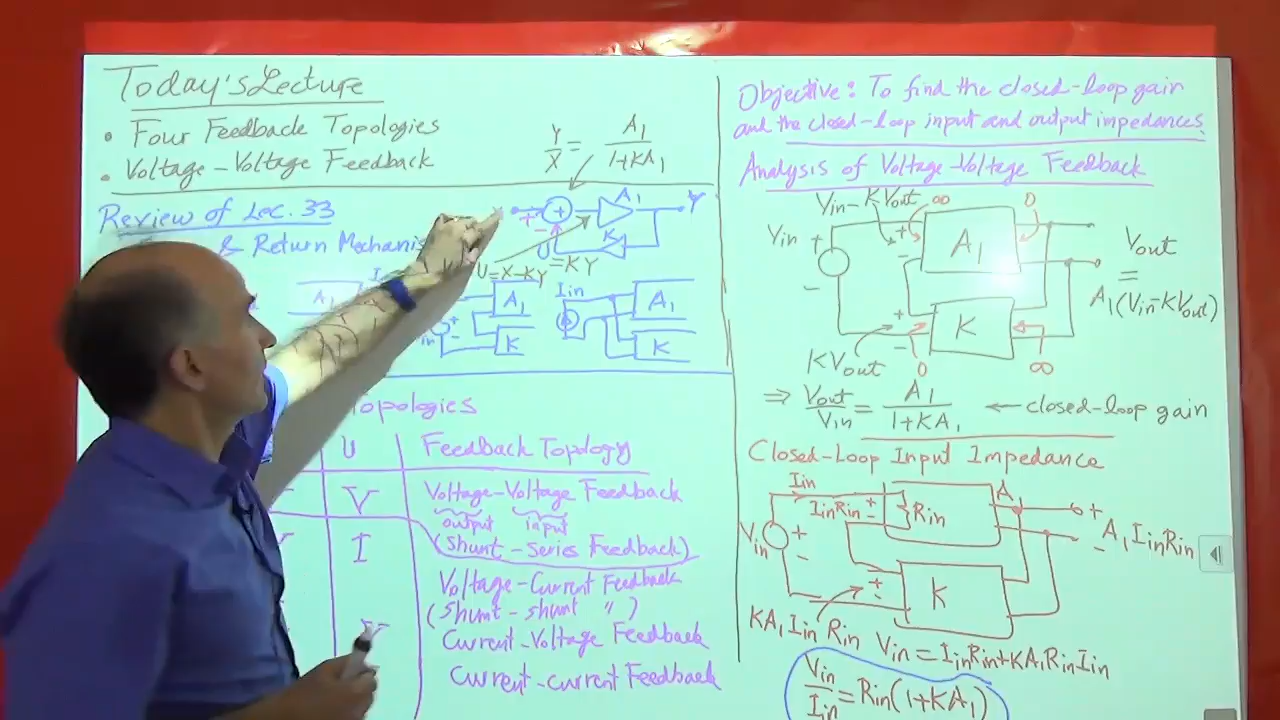 Today's Lecture
• Four Feedback Topologies
• Voltage-Voltage Feedback
Y/X = A1/(1+KA1)
Review of Lec. 33
& Return Mechanis
A1
Y
+
+
-
K
U=X-KY
=KY
A1
I
A1
K
+
-
in
Iin
A1
K
Topologies
U
Feedback Topology
V
Voltage-Voltage Feedback
output input
(Shunt-Series Feedback)
I
Voltage-Current Feedback
(Shunt-shunt ")
V
Current-Voltage Feedback
Current-current Feedback
Objective: To find the closed-loop gain
and the closed-loop input and output impedances.
Analysis of Voltage-Voltage Feedback
Vin-KVout
∞
0
Vin
+
-
+
-
A1
Vout
=
A1(Vin-KVout)
+
-
K
KVout
0
∞
⇒ Vout/Vin = A1/(1+KA1) ← closed-loop gain
Closed-Loop Input Impedance
Iin
A1
Vin
+
-
IinRin
+
-
Rin
+
-
A1IinRin
+
-
K
KA1IinRin
Vin=IinRin+KA1RinIin
Vin/Iin = Rin(1+KA1)